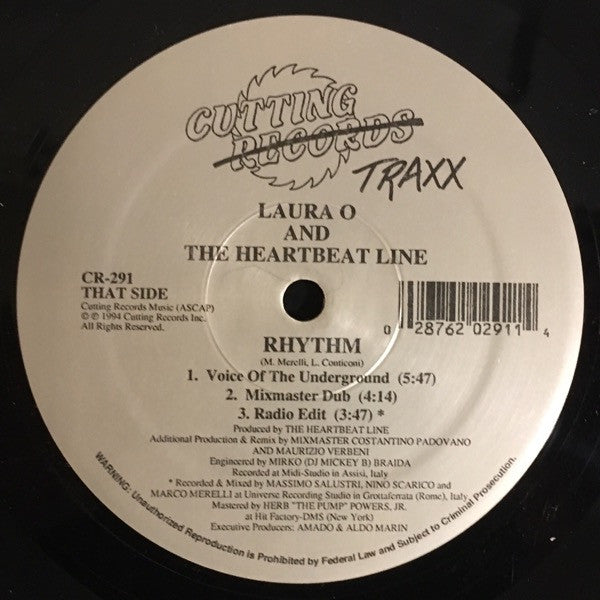 CUTTING
RECORDS
TRAXX
LAURA O
AND
THE HEARTBEAT LINE
CR-291
THAT SIDE
Cutting Records Music (ASCAP)
© ℗ 1994 Cutting Records Inc.
All Rights Reserved.
0 28762 02911 4
RHYTHM
(M. Merelli, L. Conticoni)
1. Voice Of The Underground (5:47)
2. Mixmaster Dub (4:14)
3. Radio Edit (3:47) *
Produced by THE HEARTBEAT LINE
Additional Production & Remix by MIXMASTER COSTANTINO PADOVANO
AND MAURIZIO VERBENI
Engineered by MIRKO (DJ MICKEY B) BRAIDA
Recorded at Midi-Studio in Assisi, Italy
* Recorded & Mixed by MASSIMO SALUSTRI, NINO SCARICO and
MARCO MERELLI at Universe Recording Studio in Grottaferrata (Rome), Italy
Mastered by HERB "THE PUMP" POWERS, JR.
at Hit Factory-DMS (New York)
Executive Producers: AMADO & ALDO MARIN
WARNING: Unauthorized Reproduction is Prohibited by Federal Law and Subject to Criminal Prosecution.